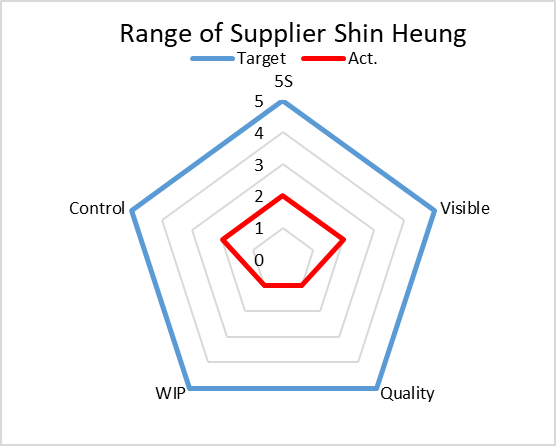 Range of Supplier Shin Heung
Target Act.
5S
5
4
3
2
1
0
Control
Visible
WIP
Quality